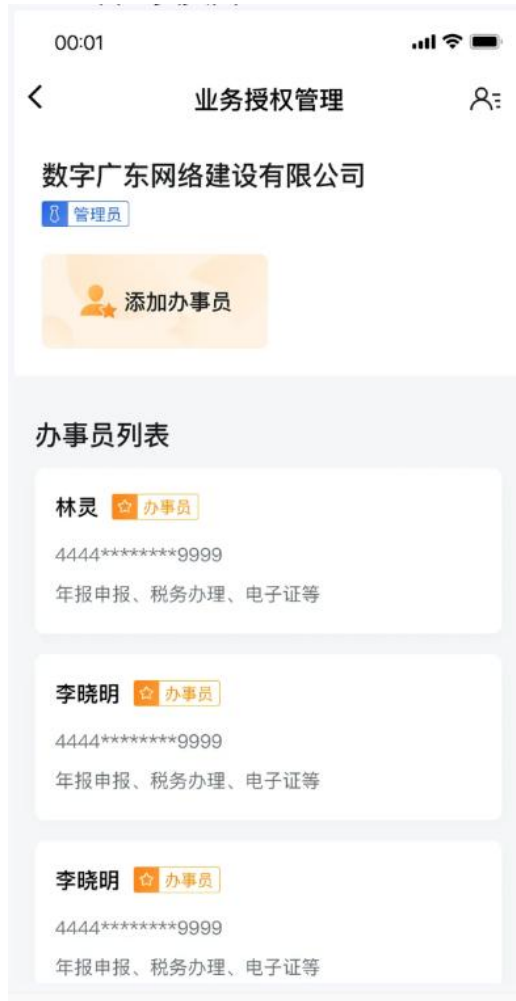 00:01
业务授权管理
数字广东网络建设有限公司
管理员
添加办事员
办事员列表
林灵 办事员
4444********9999
年报申报、税务办理、电子证等
李晓明 办事员
4444********9999
年报申报、税务办理、电子证等
李晓明 办事员
4444********9999
年报申报、税务办理、电子证等